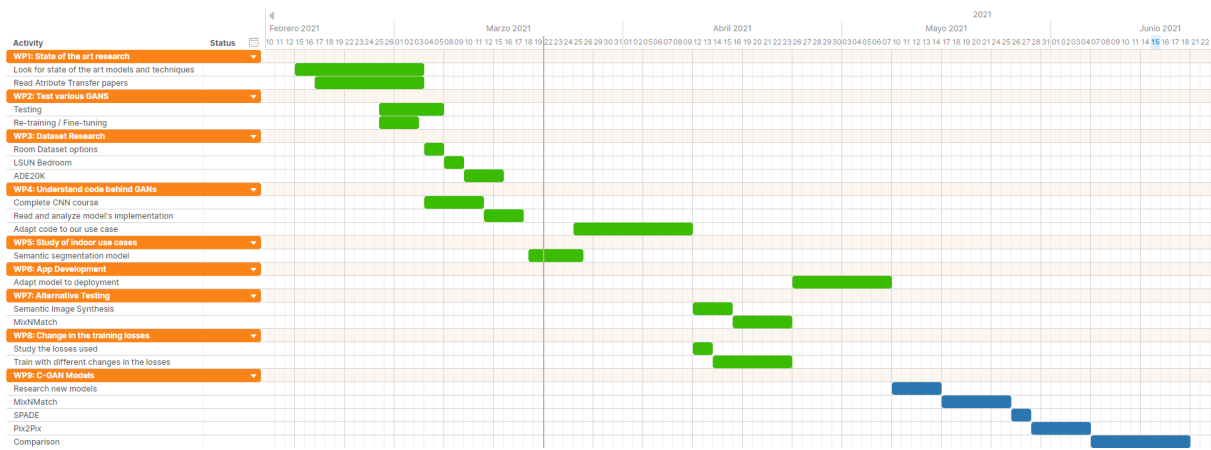 2021
Febrero 2021 Marzo 2021 Abril 2021 Mayo 2021 Junio 2021
Activity Status 10 11 12 15 16 17 18 19 22 23 24 25 26 01 02 03 04 05 08 09 10 11 12 15 16 17 18 19 22 23 24 25 26 29 30 31 01 02 05 06 07 08 09 12 13 14 15 16 19 20 21 22 23 26 27 28 29 30 03 04 05 06 07 10 11 12 13 14 17 18 19 20 21 24 25 26 27 28 31 01 02 03 04 07 08 09 10 11 14 15 16 17 18 21 22
WP1: State of the art research
Look for state of the art models and techniques
Read Atribute Transfer papers
WP2: Test various GANS
Testing
Re-training / Fine-tuning
WP3: Dataset Research
Room Dataset options
LSUN Bedroom
ADE20K
WP4: Understand code behind GANs
Complete CNN course
Read and analyze model's implementation
Adapt code to our use case
WP5: Study of indoor use cases
Semantic segmentation model
WP6: App Development
Adapt model to deployment
WP7: Alternative Testing
Semantic Image Synthesis
MixNMatch
WP8: Change in the training losses
Study the losses used
Train with different changes in the losses
WP9: C-GAN Models
Research new models
MixNMatch
SPADE
Pix2Pix
Comparison